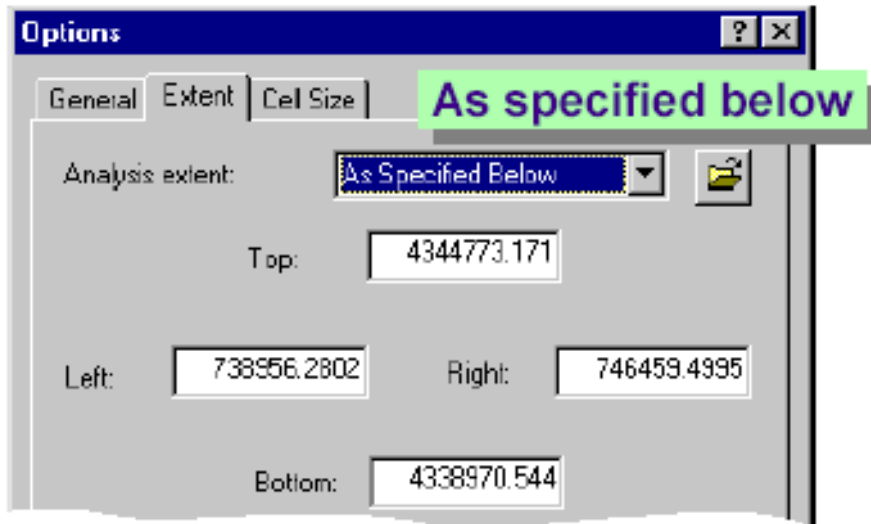 Options
General Extent Cell Size
As specified below
Analysis extent: As Specified Below
Top: 4344773.171
Left: 738956.2802 Right: 746459.4995
Bottom: 4338970.544